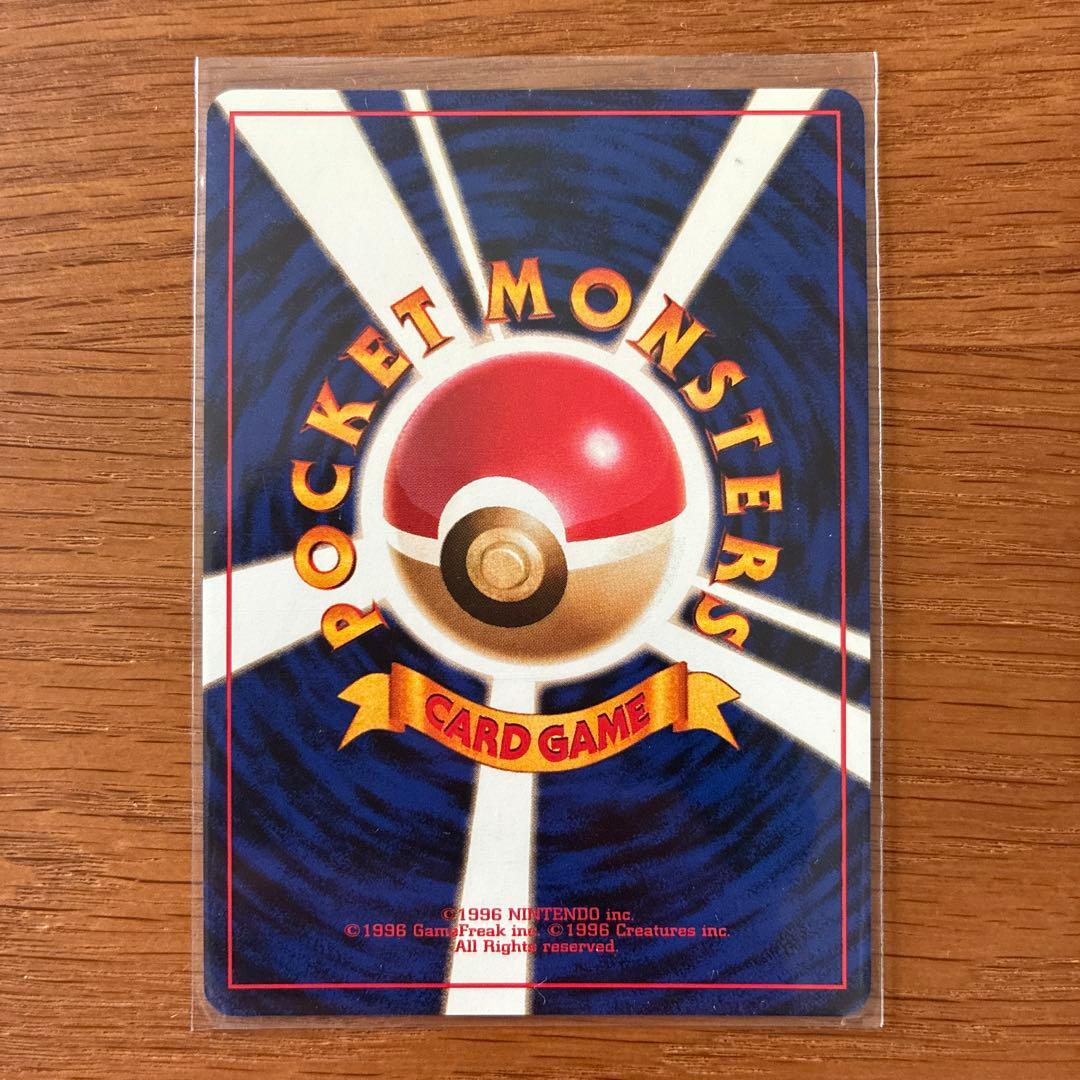 POCKET MONSTERS
CARD GAME
©1996 NINTENDO inc.
©1996 GameFreak inc. ©1996 Creatures inc.
All Rights reserved.